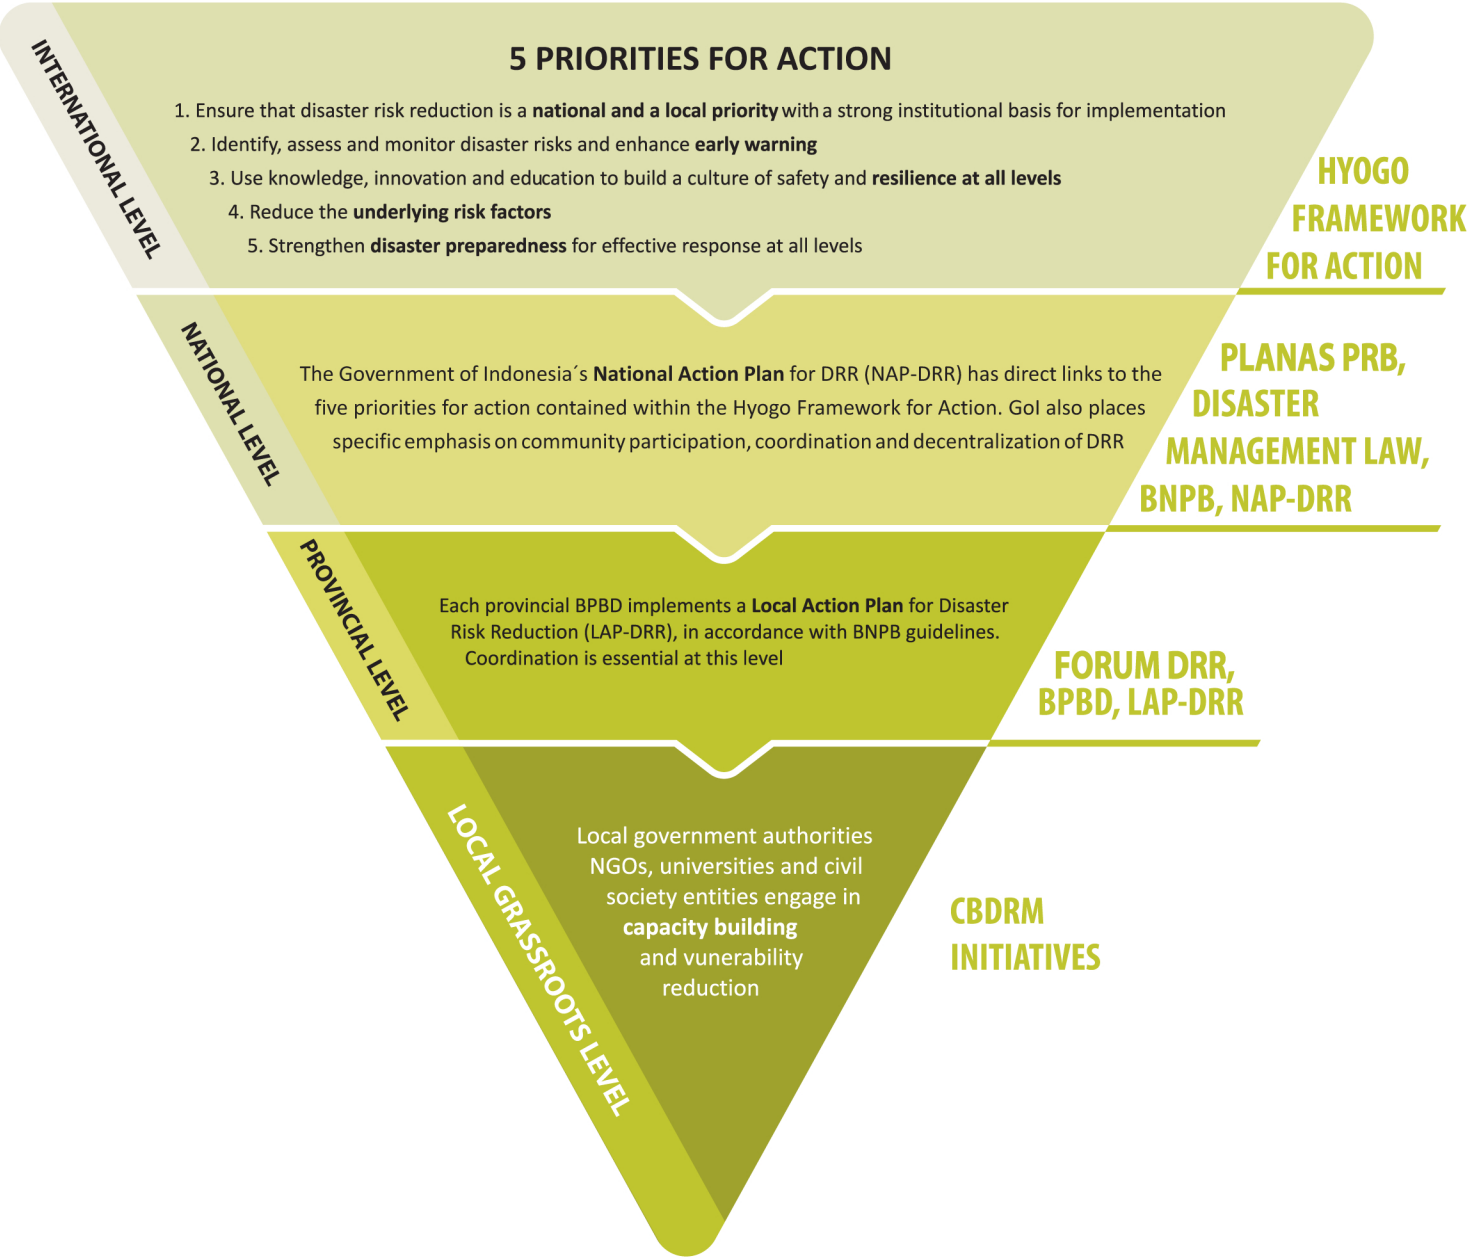 5 PRIORITIES FOR ACTION
INTERNATIONAL LEVEL
1. Ensure that disaster risk reduction is a national and a local priority with a strong institutional basis for implementation
2. Identify, assess and monitor disaster risks and enhance early warning
3. Use knowledge, innovation and education to build a culture of safety and resilience at all levels
4. Reduce the underlying risk factors
5. Strengthen disaster preparedness for effective response at all levels
HYOGO
FRAMEWORK
FOR ACTION
NATIONAL LEVEL
The Government of Indonesia´s National Action Plan for DRR (NAP-DRR) has direct links to the
five priorities for action contained within the Hyogo Framework for Action. GoI also places
specific emphasis on community participation, coordination and decentralization of DRR
PLANAS PRB,
DISASTER
MANAGEMENT LAW,
BNPB, NAP-DRR
PROVINCIAL LEVEL
Each provincial BPBD implements a Local Action Plan for Disaster
Risk Reduction (LAP-DRR), in accordance with BNPB guidelines.
Coordination is essential at this level
FORUM DRR,
BPBD, LAP-DRR
LOCAL GRASSROOTS LEVEL
Local government authorities
NGOs, universities and civil
society entities engage in
capacity building
and vunerability
reduction
CBDRM
INITIATIVES